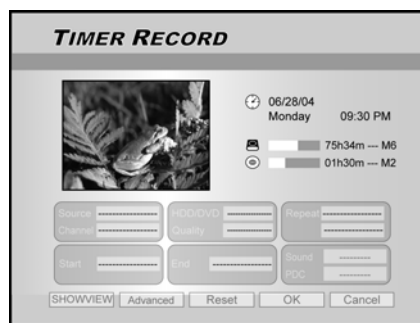 TIMER RECORD
06/28/04
Monday 09:30 PM
75h34m --- M6
01h30m --- M2
Source ---------------- HDD/DVD ------------- Repeat ----------------
Channel ---------------- Quality ------------- ----------------
Start ---------------- End ------------- Sound ----------
PDC ----------
SHOWVIEW Advanced Reset OK Cancel